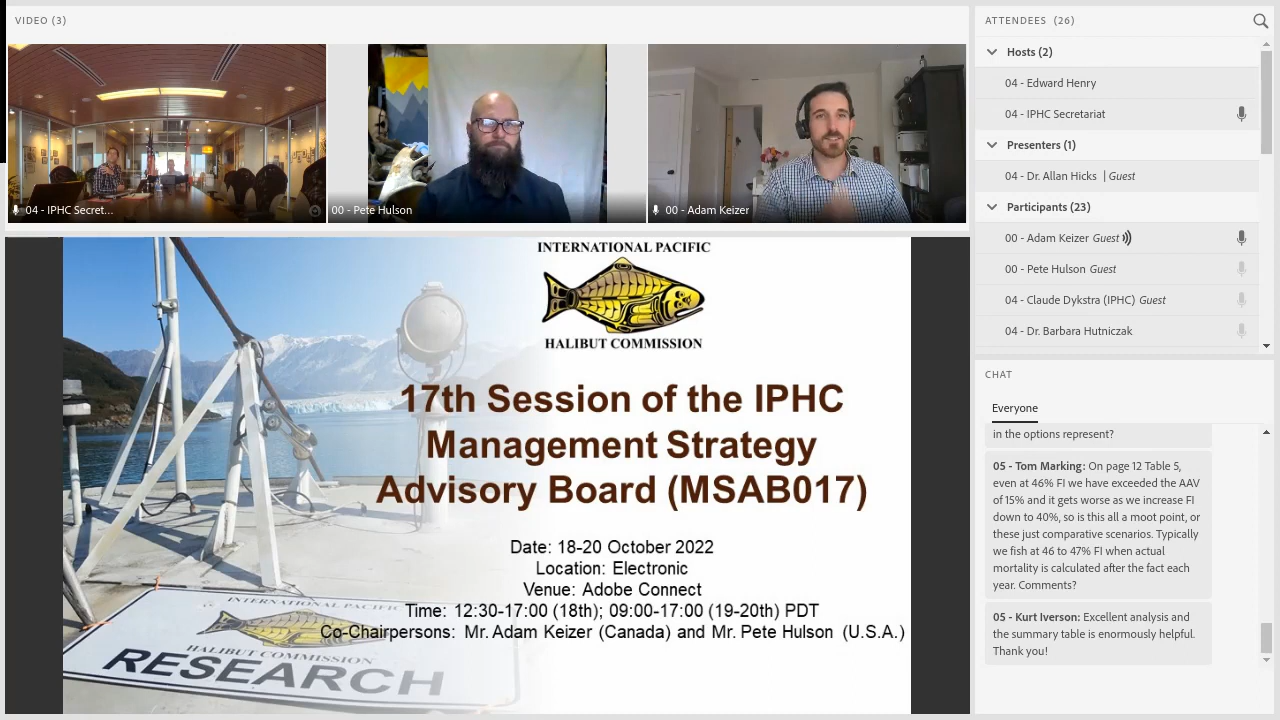 VIDEO (3)
04 - IPHC Secret...
00 - Pete Hulson
00 - Adam Keizer
INTERNATIONAL PACIFIC
HALIBUT COMMISSION
17th Session of the IPHC
Management Strategy
Advisory Board (MSAB017)
Date: 18-20 October 2022
Location: Electronic
Venue: Adobe Connect
Time: 12:30-17:00 (18th); 09:00-17:00 (19-20th) PDT
Co-Chairpersons: Mr. Adam Keizer (Canada) and Mr. Pete Hulson (U.S.A.)
INTERNATIONAL PACIFIC
HALIBUT COMMISSION
RESEARCH
ATTENDEES (26)
Hosts (2)
04 - Edward Henry
04 - IPHC Secretariat
Presenters (1)
04 - Dr. Allan Hicks | Guest
Participants (23)
00 - Adam Keizer Guest
00 - Pete Hulson Guest
Dykstra (IPHC) Guest
04 - Dr. Barbara Hutniczak
CHAT
Everyone
in the options represent?
05 - Tom Marking: On page 12 Table 5,
even at 46% FI we have exceeded the AAV
of 15% and it gets worse as we increase FI
down to 40%, so is this all a moot point, or
these just comparative scenarios. Typically
we fish at 46 to 47% FI when actual
mortality is calculated after the fact each
year. Comments?
05 - Kurt Iverson: Excellent analysis and
discussion. This is enormously helpful.
Thank you!